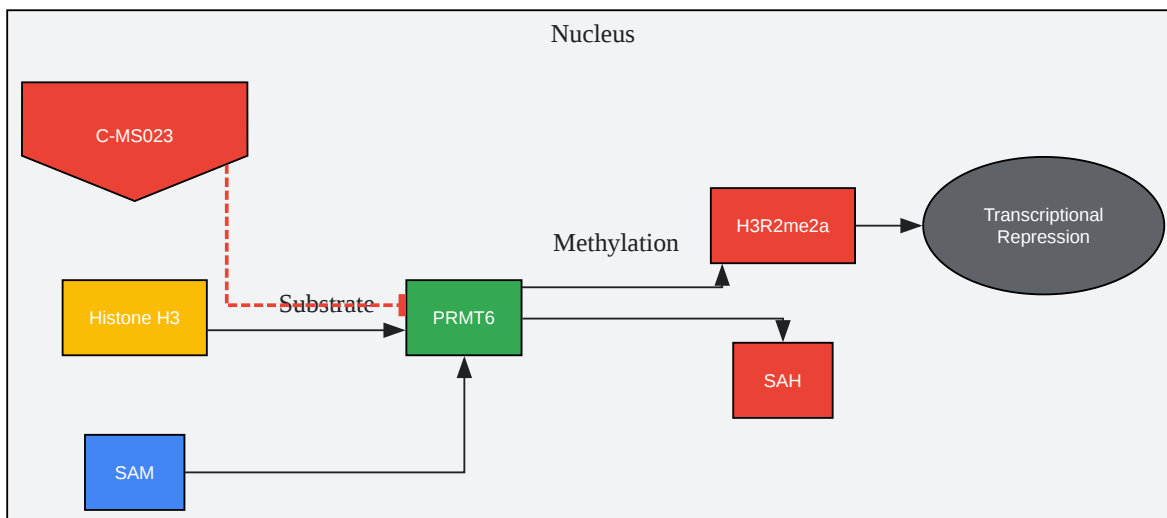 Nucleus
C-MS023
Methylation
H3R2me2a
Transcriptional
Repression
Substrate
Histone H3
PRMT6
SAH
SAM